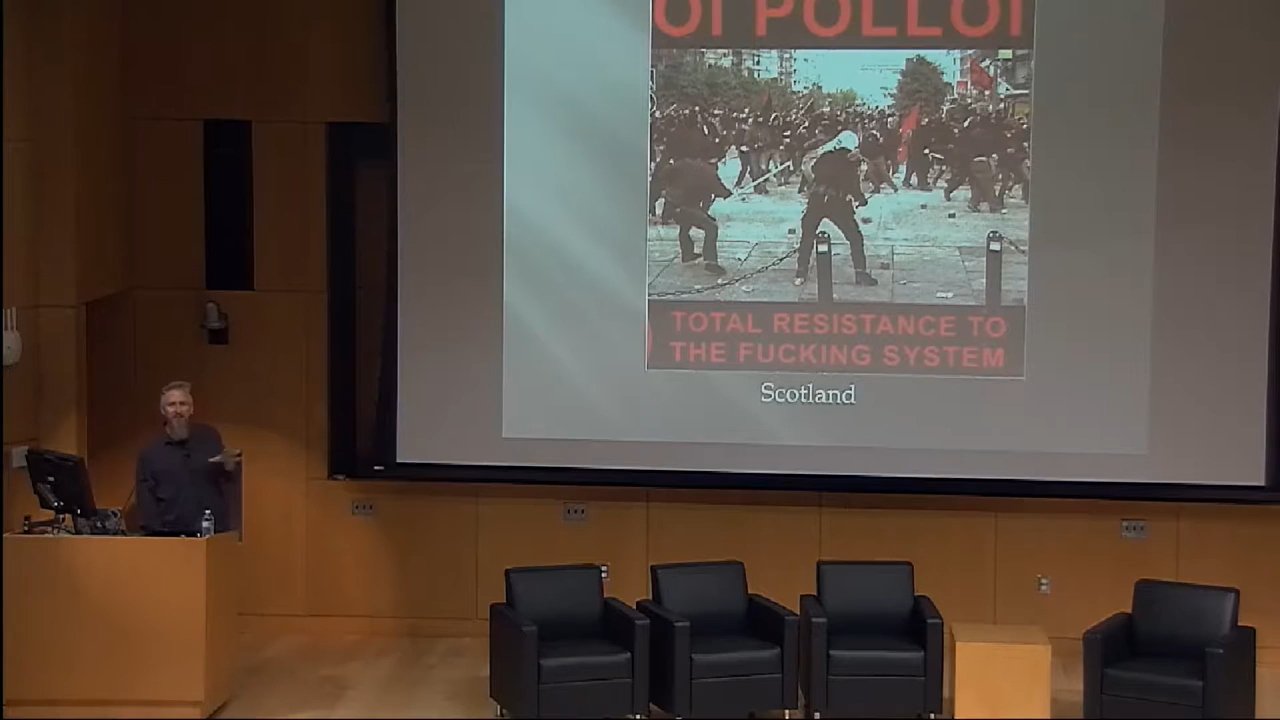 OI POLLOI
TOTAL RESISTANCE TO
THE FUCKING SYSTEM
Scotland